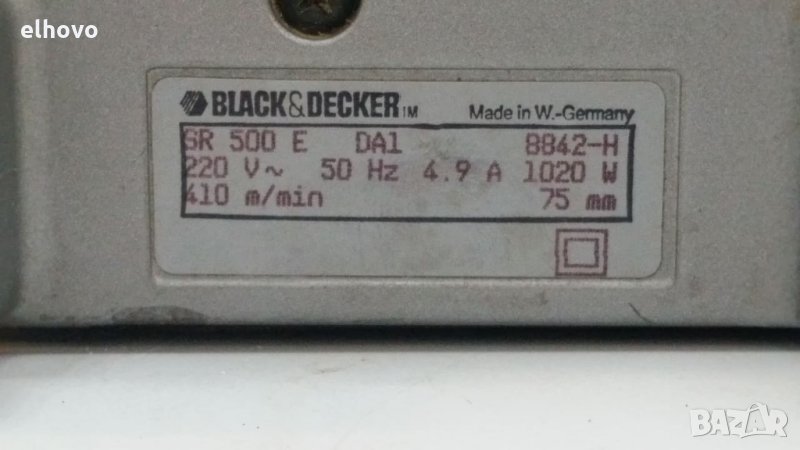 elhovo
BLACK&DECKER TM Made in W.-Germany
SR 500 E DA1 8842-H
220 V~ 50 Hz 4.9 A 1020 W
410 m/min 75 mm
BAZAR